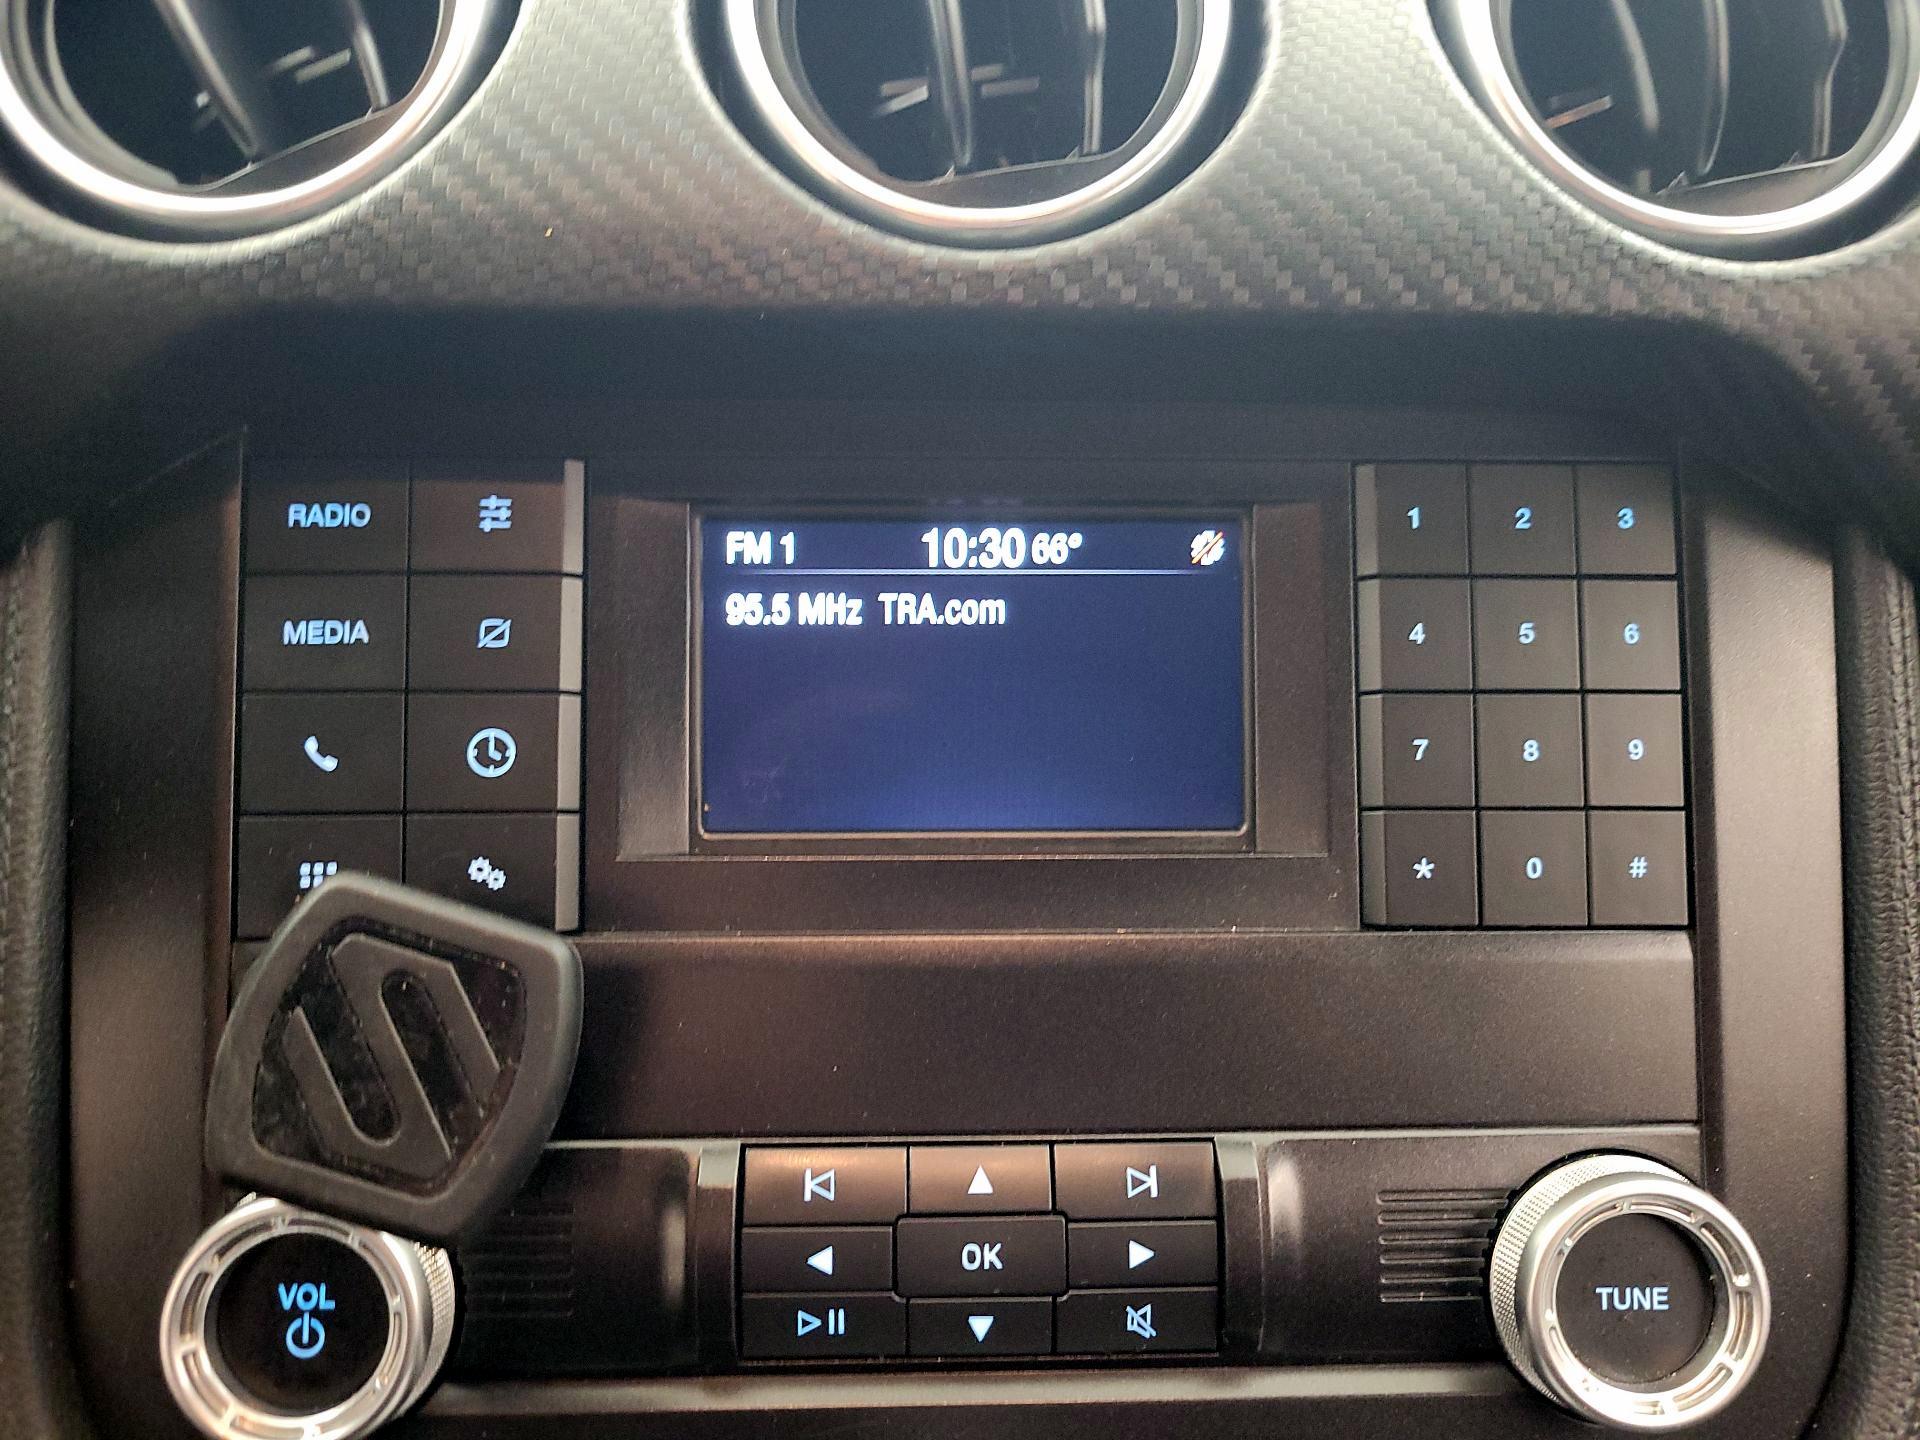 RADIO
MEDIA
FM 1 10:30 66°
95.5 MHz TRA.com
1 2 3
4 5 6
7 8 9
* 0 #
OK
VOL
TUNE